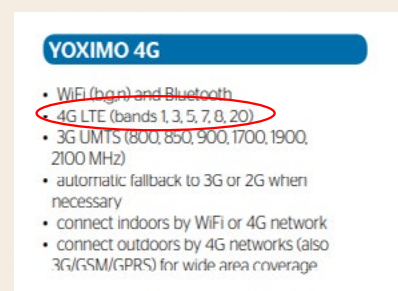 YOXIMO 4G
• WiFi (b,g,n) and Bluetooth
• 4G LTE (bands 1, 3, 5, 7, 8, 20)
• 3G UMTS (800, 850, 900, 1700, 1900,
2100 MHz)
• automatic fallback to 3G or 2G when
necessary
• connect indoors by WiFi or 4G network
• connect outdoors by 4G networks (also
3G/GSM/GPRS) for wide area coverage